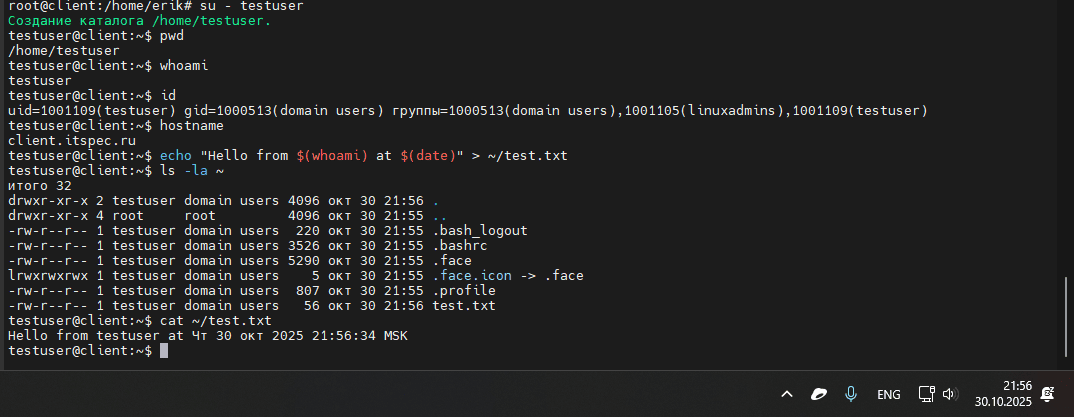 root@client:/home/erik# su - testuser
Создание каталога /home/testuser.
testuser@client:~$ pwd
/home/testuser
testuser@client:~$ whoami
testuser
testuser@client:~$ id
uid=1001109(testuser) gid=1000513(domain users) группы=1000513(domain users),1001105(linuxadmins),1001109(testuser)
testuser@client:~$ hostname
client.itspec.ru
testuser@client:~$ echo "Hello from $(whoami) at $(date)" > ~/test.txt
testuser@client:~$ ls -la ~
итого 32
drwxr-xr-x 2 testuser domain users 4096 окт 30 21:56 .
drwxr-xr-x 4 root     root         4096 окт 30 21:55 ..
-rw-r--r-- 1 testuser domain users  220 окт 30 21:55 .bash_logout
-rw-r--r-- 1 testuser domain users 3526 окт 30 21:55 .bashrc
-rw-r--r-- 1 testuser domain users 5290 окт 30 21:55 .face
lrwxrwxrwx 1 testuser domain users    5 окт 30 21:55 .face.icon -> .face
-rw-r--r-- 1 testuser domain users  807 окт 30 21:55 .profile
-rw-r--r-- 1 testuser domain users   56 окт 30 21:56 test.txt
testuser@client:~$ cat ~/test.txt
Hello from testuser at Чт 30 окт 2025 21:56:34 MSK
testuser@client:~$
ENG
21:56
30.10.2025